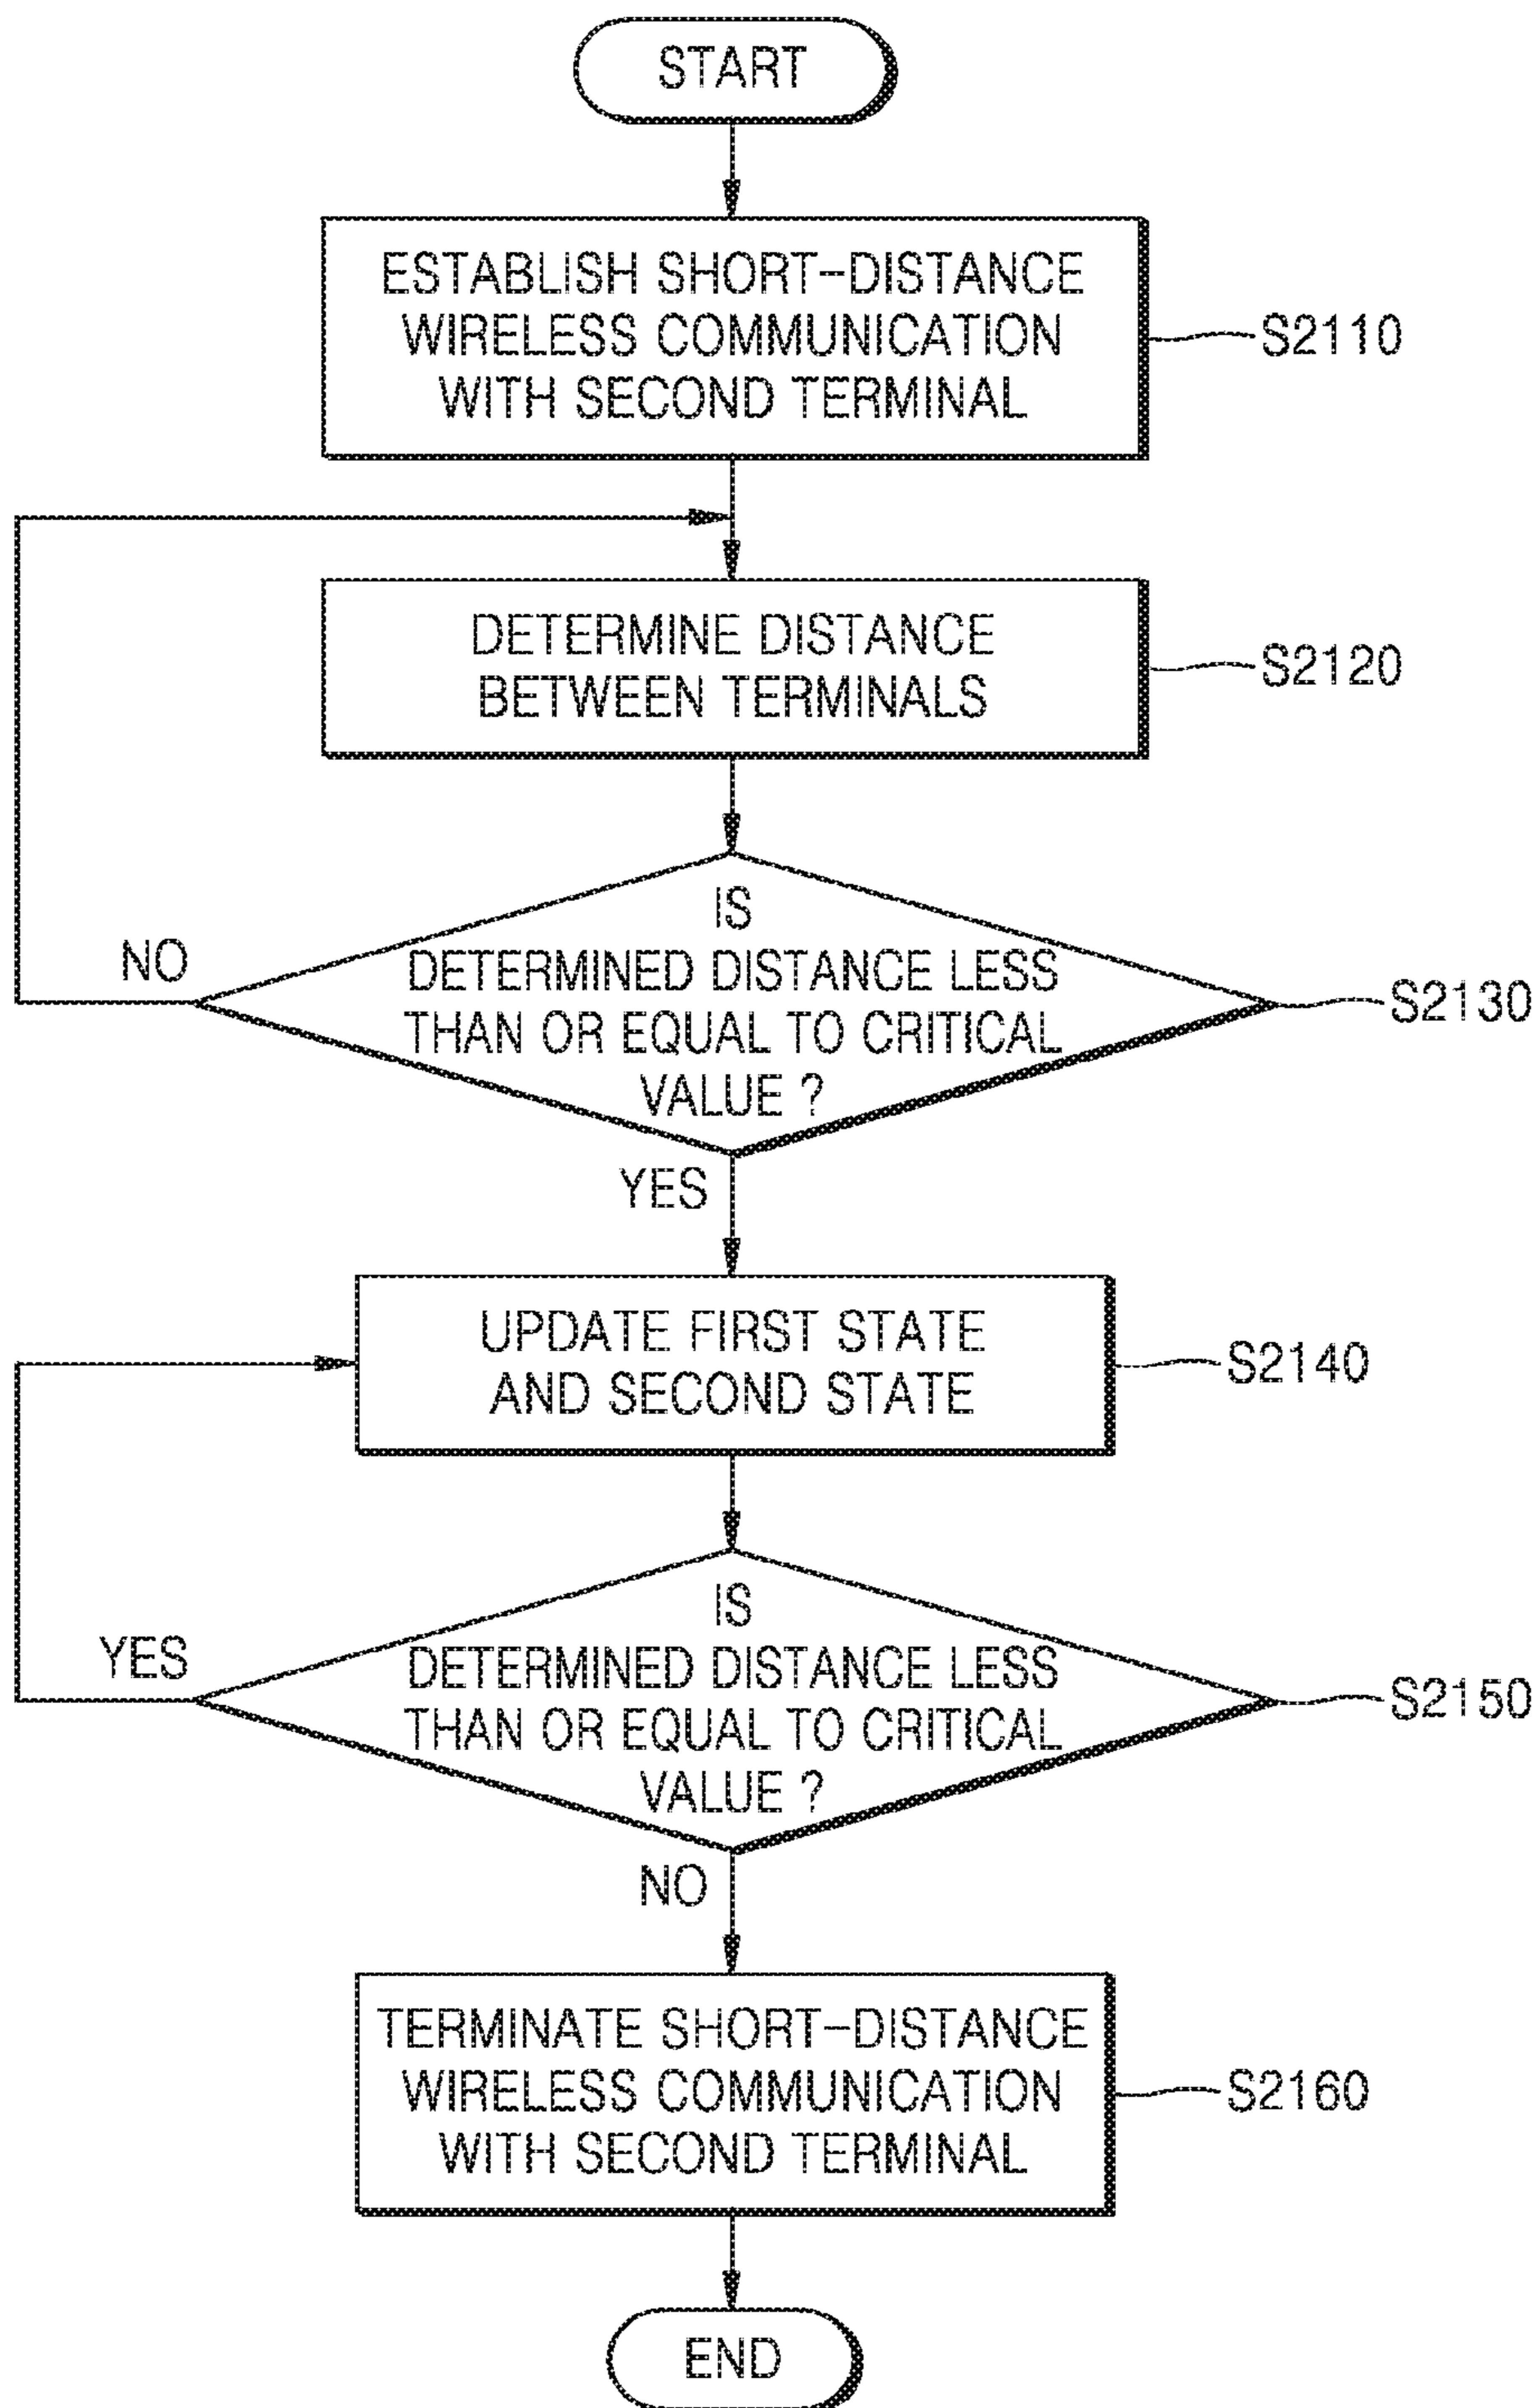 START
ESTABLISH SHORT-DISTANCE
WIRELESS COMMUNICATION
WITH SECOND TERMINAL
S2110
DETERMINE DISTANCE
BETWEEN TERMINALS
S2120
IS
DETERMINED DISTANCE LESS
THAN OR EQUAL TO CRITICAL
VALUE ?
NO
S2130
YES
UPDATE FIRST STATE
AND SECOND STATE
S2140
IS
DETERMINED DISTANCE LESS
THAN OR EQUAL TO CRITICAL
VALUE ?
YES
S2150
NO
TERMINATE SHORT-DISTANCE
WIRELESS COMMUNICATION
WITH SECOND TERMINAL
S2160
END